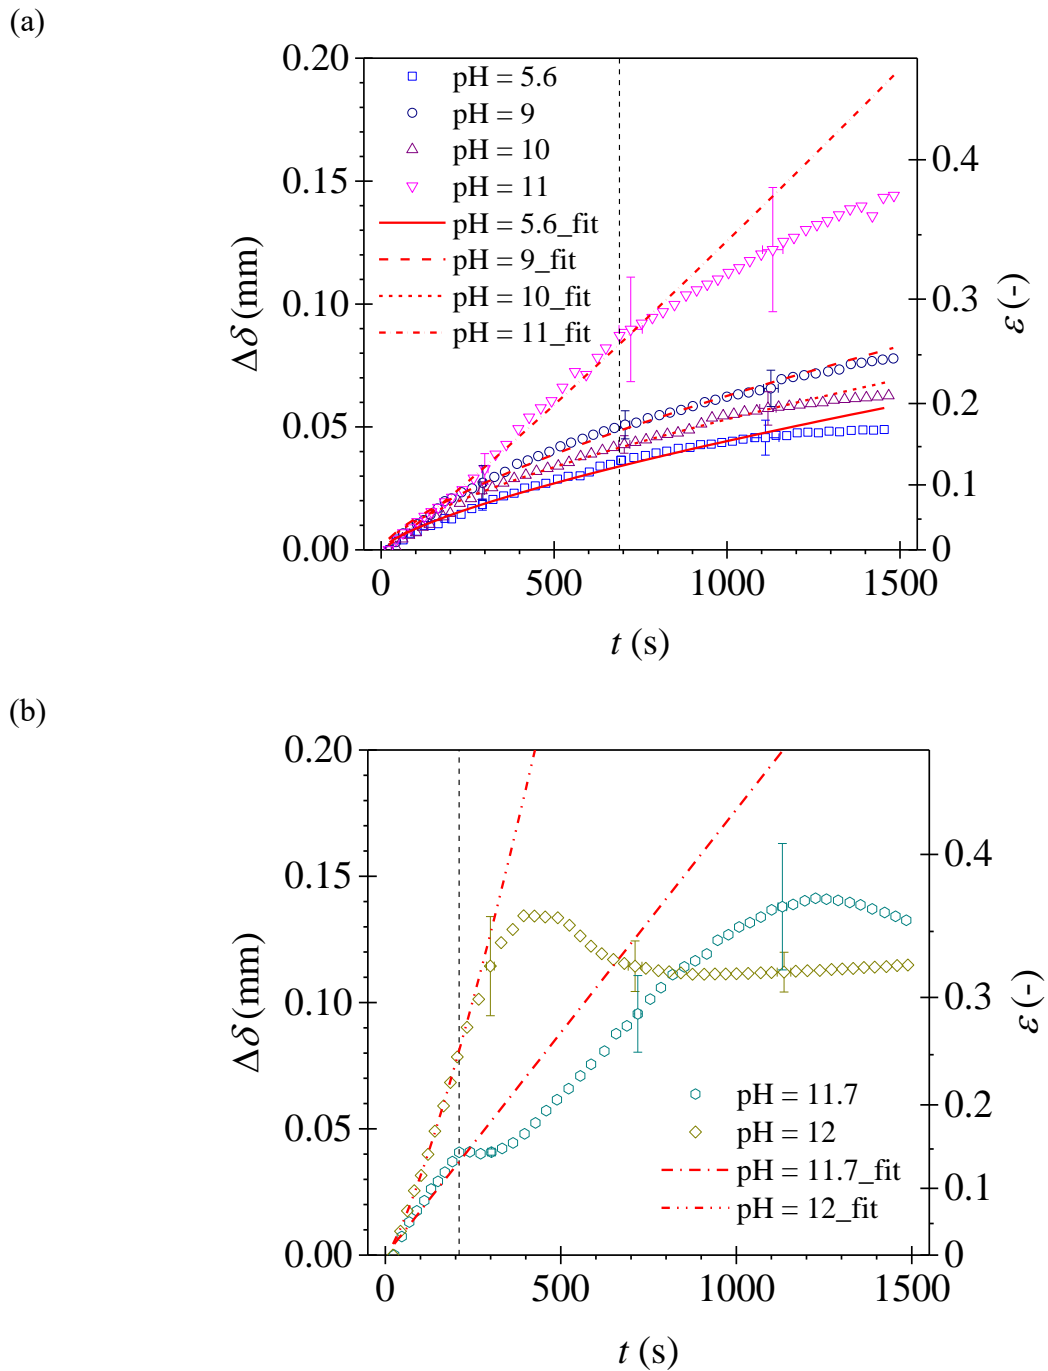 (a)
0.20
0.15
0.10
0.05
0.00
Δδ (mm)
pH = 5.6
pH = 9
pH = 10
pH = 11
pH = 5.6_fit
pH = 9_fit
pH = 10_fit
pH = 11_fit
0.4
0.3
0.2
0.1
0
ε (-)
0 500 1000 1500
t (s)
(b)
0.20
0.15
0.10
0.05
0.00
Δδ (mm)
pH = 11.7
pH = 12
pH = 11.7_fit
pH = 12_fit
0.4
0.3
0.2
0.1
0
ε (-)
0 500 1000 1500
t (s)